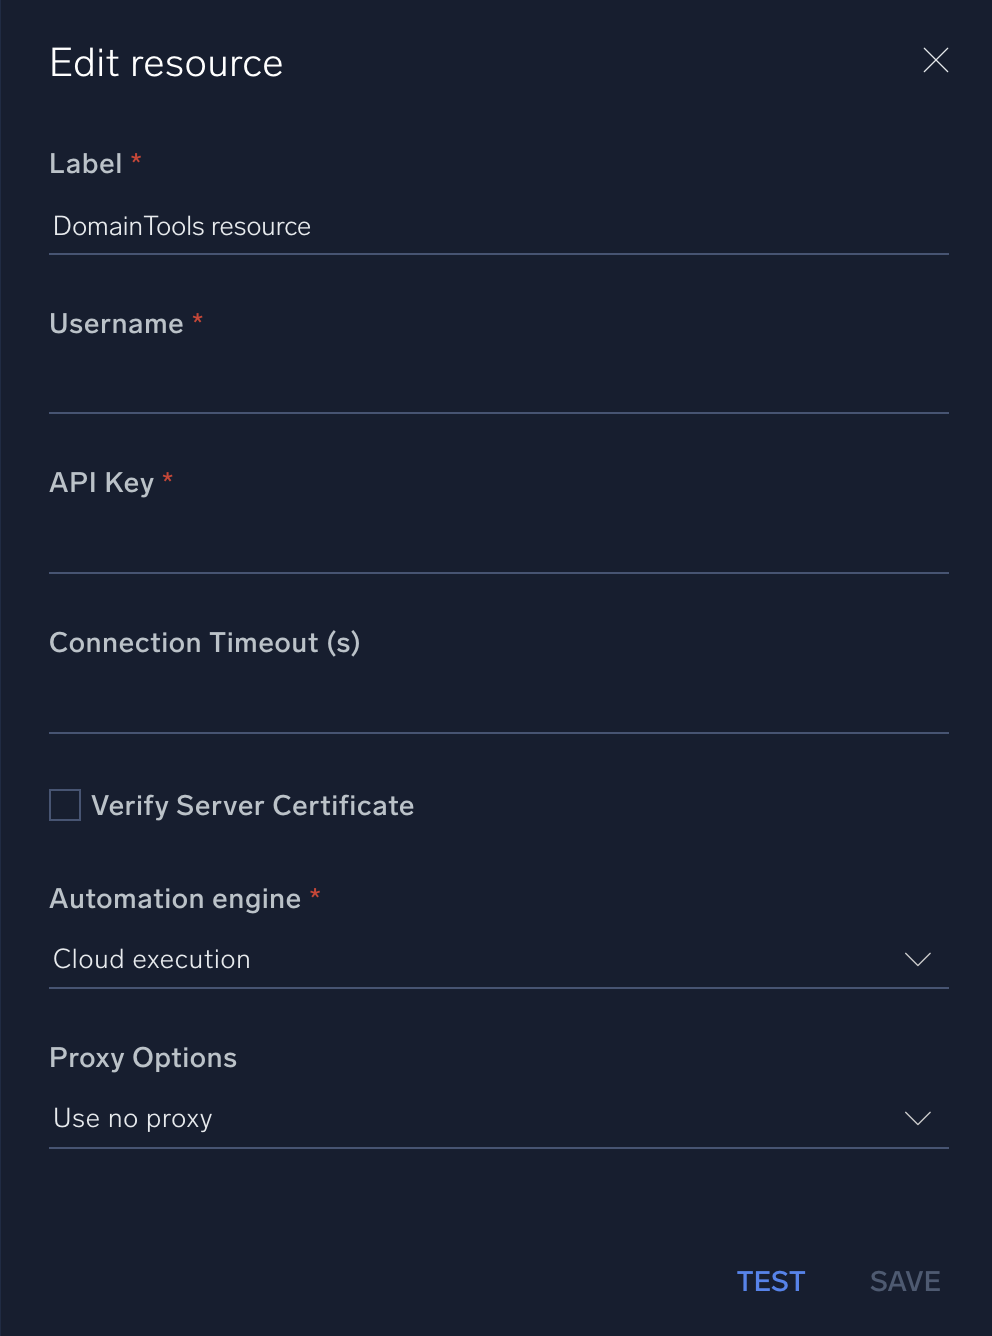 Edit resource
Label *
DomainTools resource
Username *
API Key *
Connection Timeout (s)
Verify Server Certificate
Automation engine *
Cloud execution
Proxy Options
Use no proxy
TEST SAVE